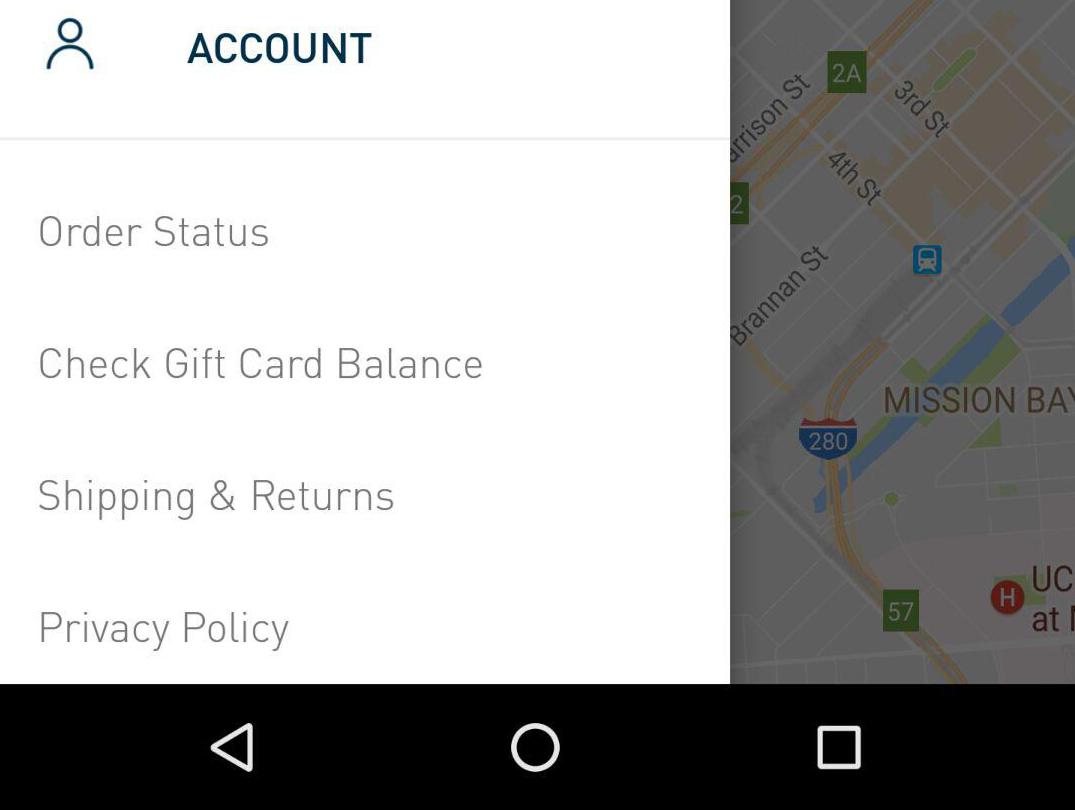 ACCOUNT
Order Status
Check Gift Card Balance
Shipping & Returns
Privacy Policy
2A
3rd St
arrison St
4th St
2
Brannan St
MISSION BAY
280
57
H
UC
at